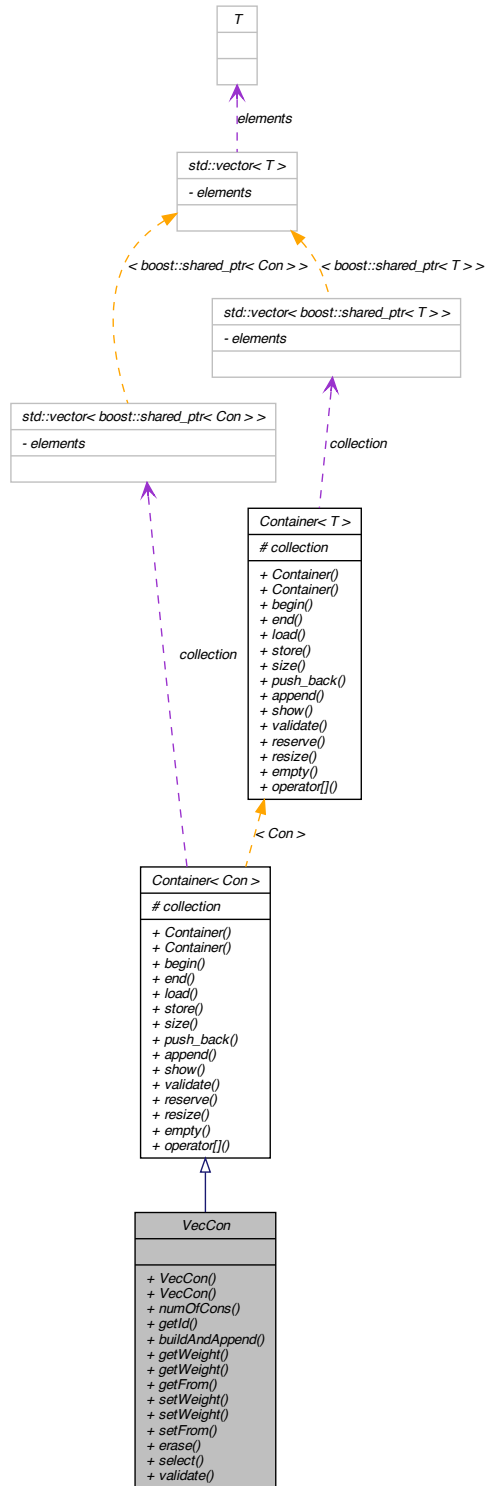 T
elements
std::vector< T >
- elements
< boost::shared_ptr< Con > >
< boost::shared_ptr< T > >
std::vector< boost::shared_ptr< T > >
- elements
std::vector< boost::shared_ptr< Con > >
- elements
collection
Container< T >
# collection
+ Container()
+ Container()
+ begin()
+ end()
+ load()
+ store()
+ size()
+ push_back()
+ append()
+ show()
+ validate()
+ reserve()
+ resize()
+ empty()
+ operator[]()
collection
< Con >
Container< Con >
# collection
+ Container()
+ Container()
+ begin()
+ end()
+ load()
+ store()
+ size()
+ push_back()
+ append()
+ show()
+ validate()
+ reserve()
+ resize()
+ empty()
+ operator[]()
VecCon
+ VecCon()
+ VecCon()
+ numOfCons()
+ getId()
+ buildAndAppend()
+ getWeight()
+ getWeight()
+ getFrom()
+ setWeight()
+ setWeight()
+ setFrom()
+ erase()
+ select()
+ validate()